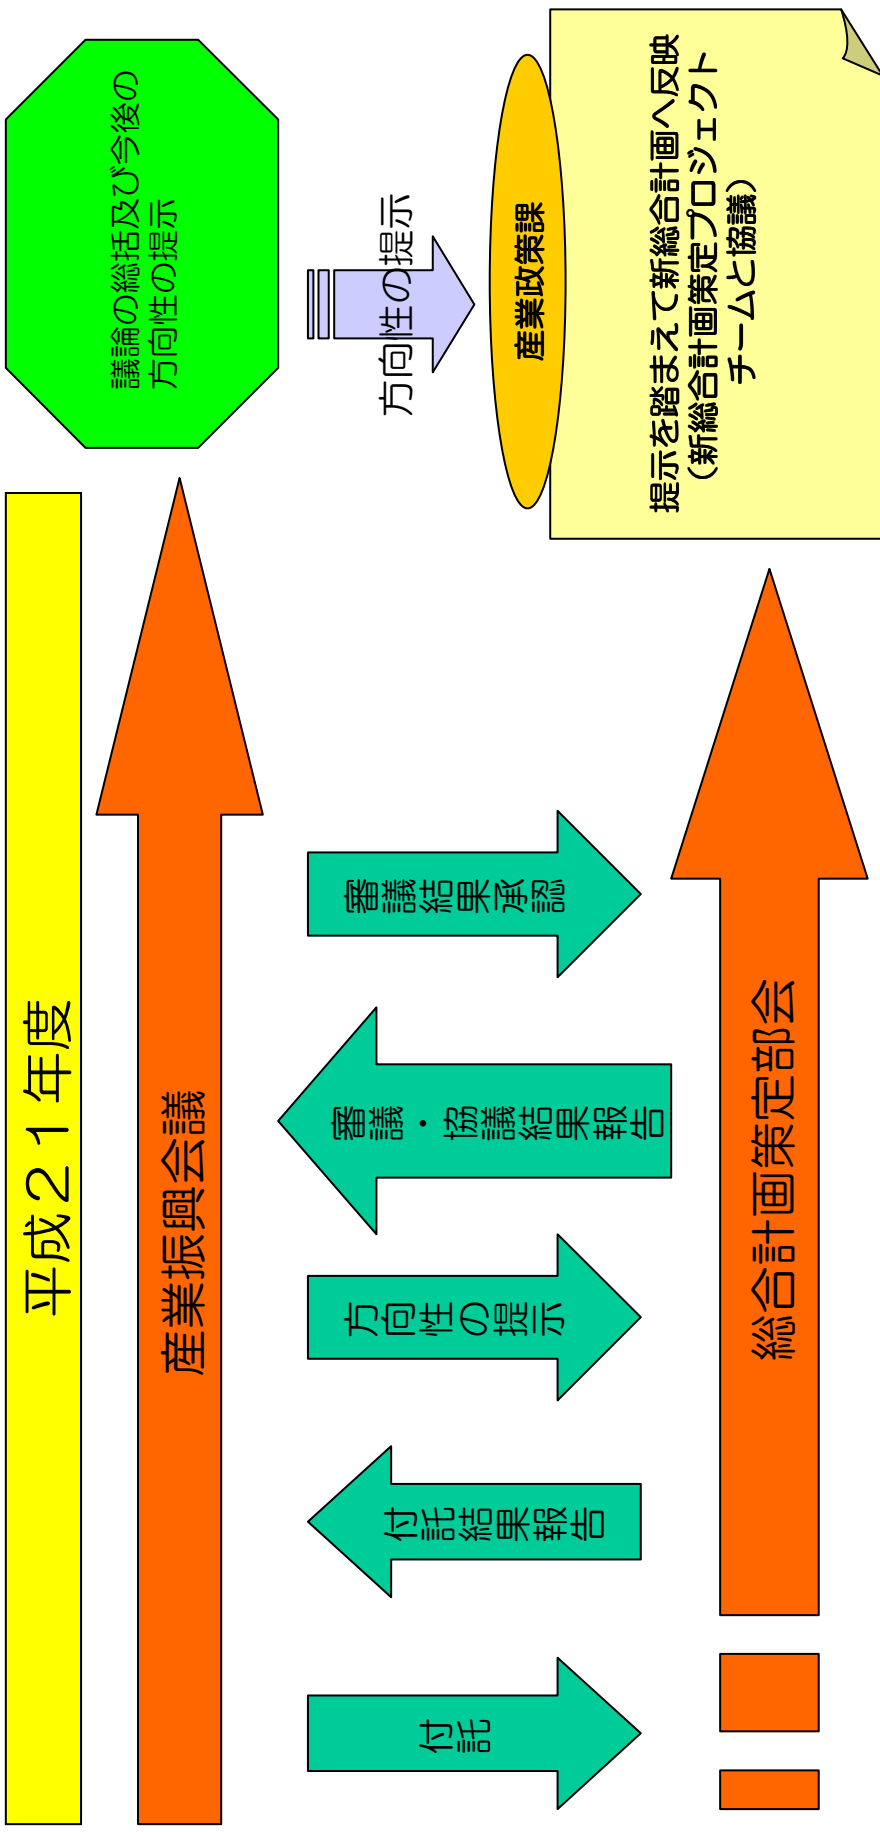 平成２１年度
産業振興会議
議論の総括及び今後の
方向性の提示
付託
付託結果報告
方向性の提示
審議・協議結果報告
審議結果承認
方向性の提示
総合計画策定部会
産業政策課
提示を踏まえて新総合計画へ反映
（新総合計画策定プロジェクト
チームと協議）